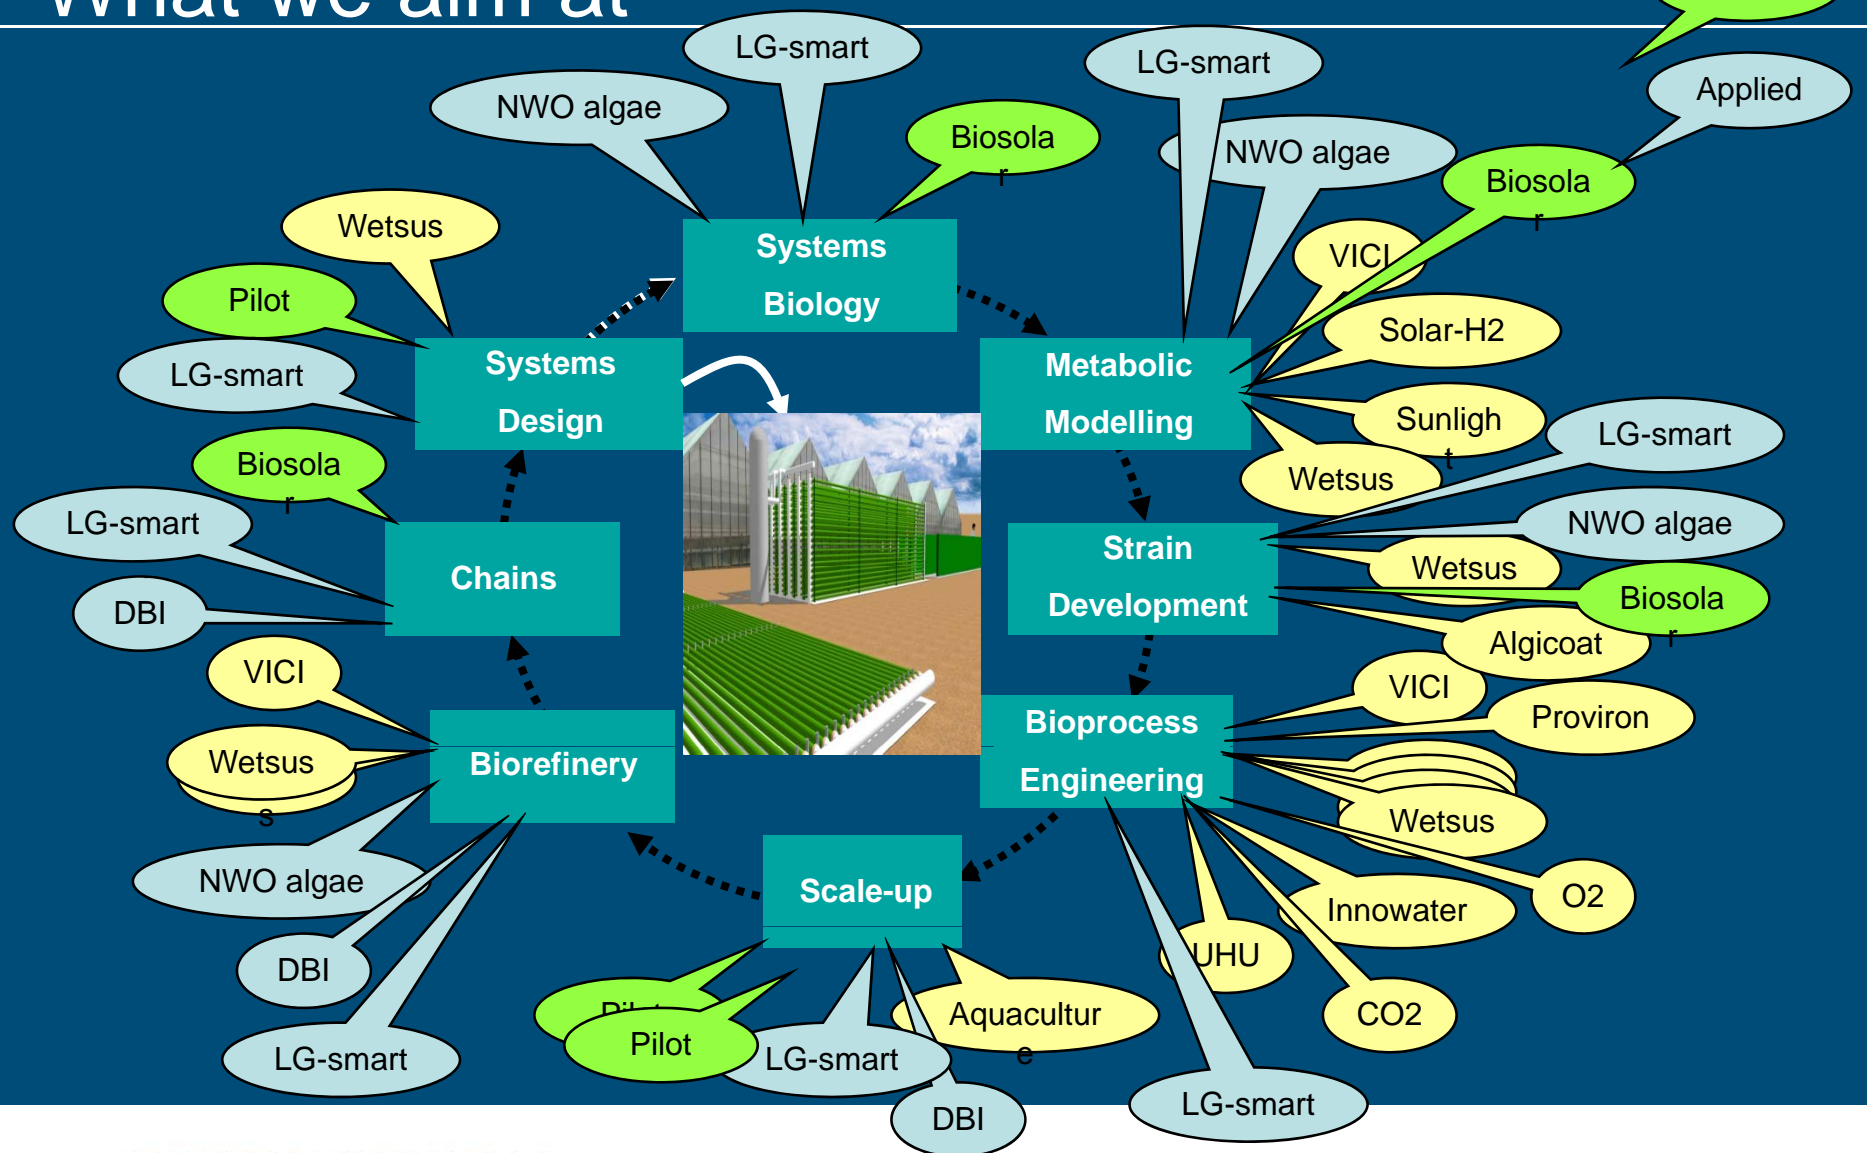 What we aim at
LG-smart
LG-smart
Applied
NWO algae
Biosola
r
NWO algae
Biosola
r
Wetsus
Systems
Biology
VICI
Pilot
Solar-H2
LG-smart
Systems
Design
Metabolic
Modelling
Sunligh
t
LG-smart
Biosola
r
Wetsus
LG-smart
NWO algae
Chains
Strain
Development
Wetsus
Biosola
r
DBI
Algicoat
VICI
VICI
Proviron
Bioprocess
Engineering
Wetsus
s
Biorefinery
Wetsus
NWO algae
Scale-up
O2
Innowater
DBI
UHU
CO2
Aquacultur
e
Pilot
Pilot
LG-smart
LG-smart
DBI
LG-smart